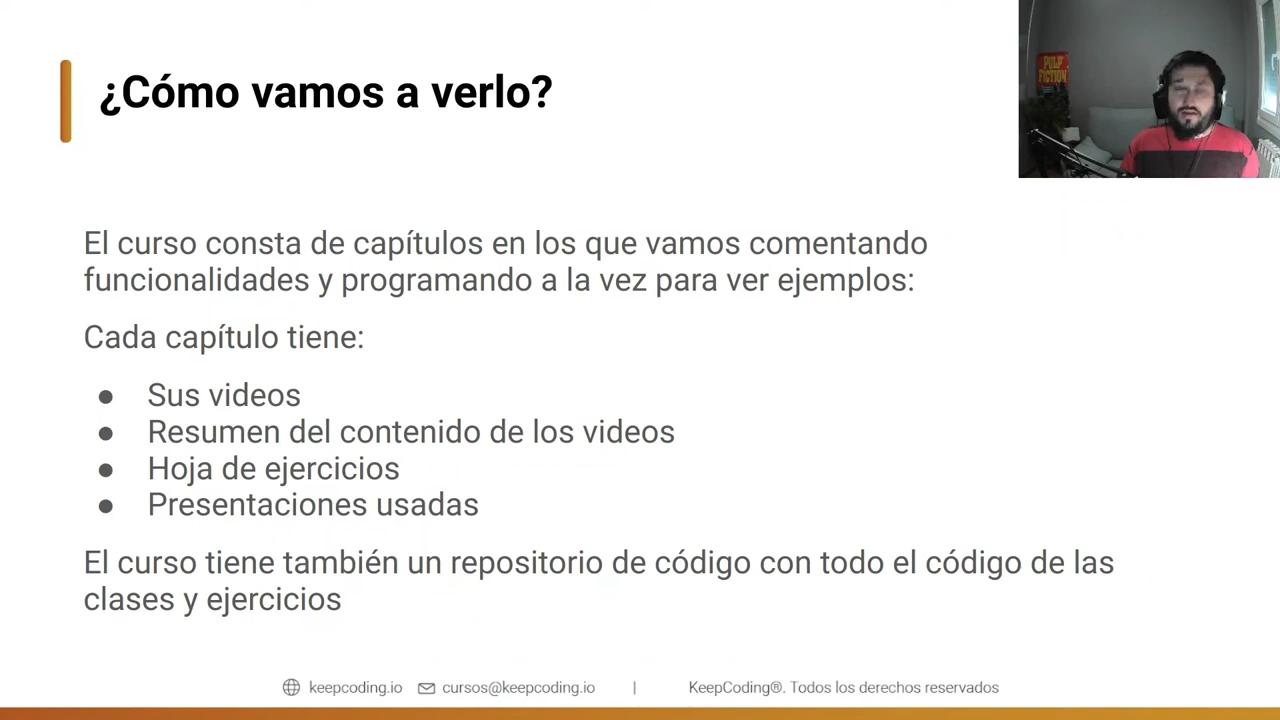 ¿Cómo vamos a verlo?
PULP
FICTION
El curso consta de capítulos en los que vamos comentando
funcionalidades y programando a la vez para ver ejemplos:
Cada capítulo tiene:
● Sus videos
● Resumen del contenido de los videos
● Hoja de ejercicios
● Presentaciones usadas
El curso tiene también un repositorio de código con todo el código de las
clases y ejercicios
keepcoding.io cursos@keepcoding.io | KeepCoding®. Todos los derechos reservados